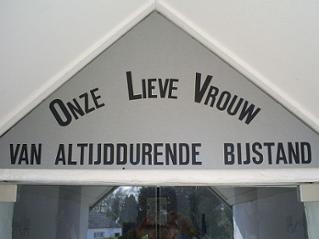 Onze Lieve Vrouw
VAN ALTIJDDURENDE BIJSTAND